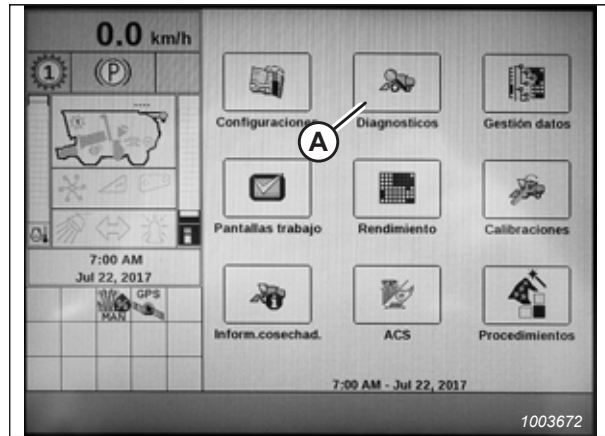 0.0 km/h
1
P
7:00 AM
Jul 22, 2017
MAN
GPS
Configuraciones
Diagnosticos
Gestión datos
A
Pantallas trabajo
Rendimiento
Calibraciones
Inform.cosechad.
ACS
Procedimientos
7:00 AM - Jul 22, 2017
1003672